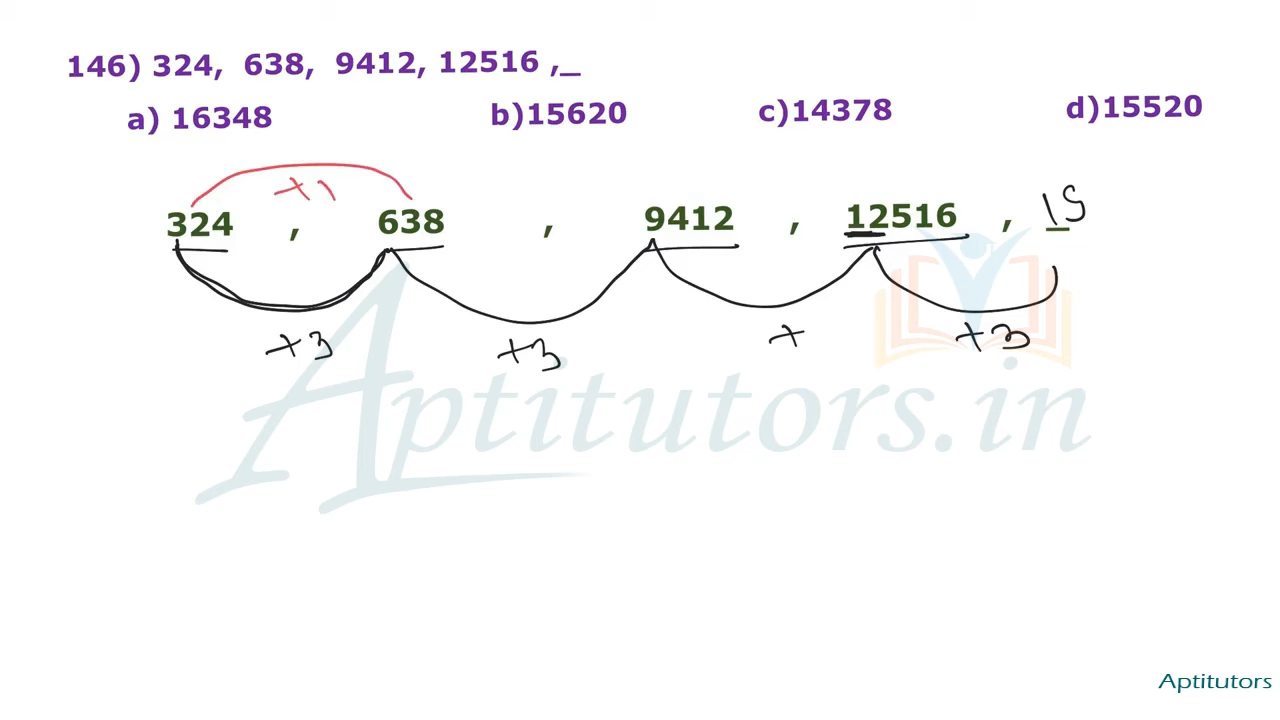 146) 324, 638, 9412, 12516 ,_
a) 16348 b)15620 c)14378 d)15520
+1
324 , 638 , 9412 , 12516 , 15
+3 +3 + +3
Aptitutors.in
Aptitutors